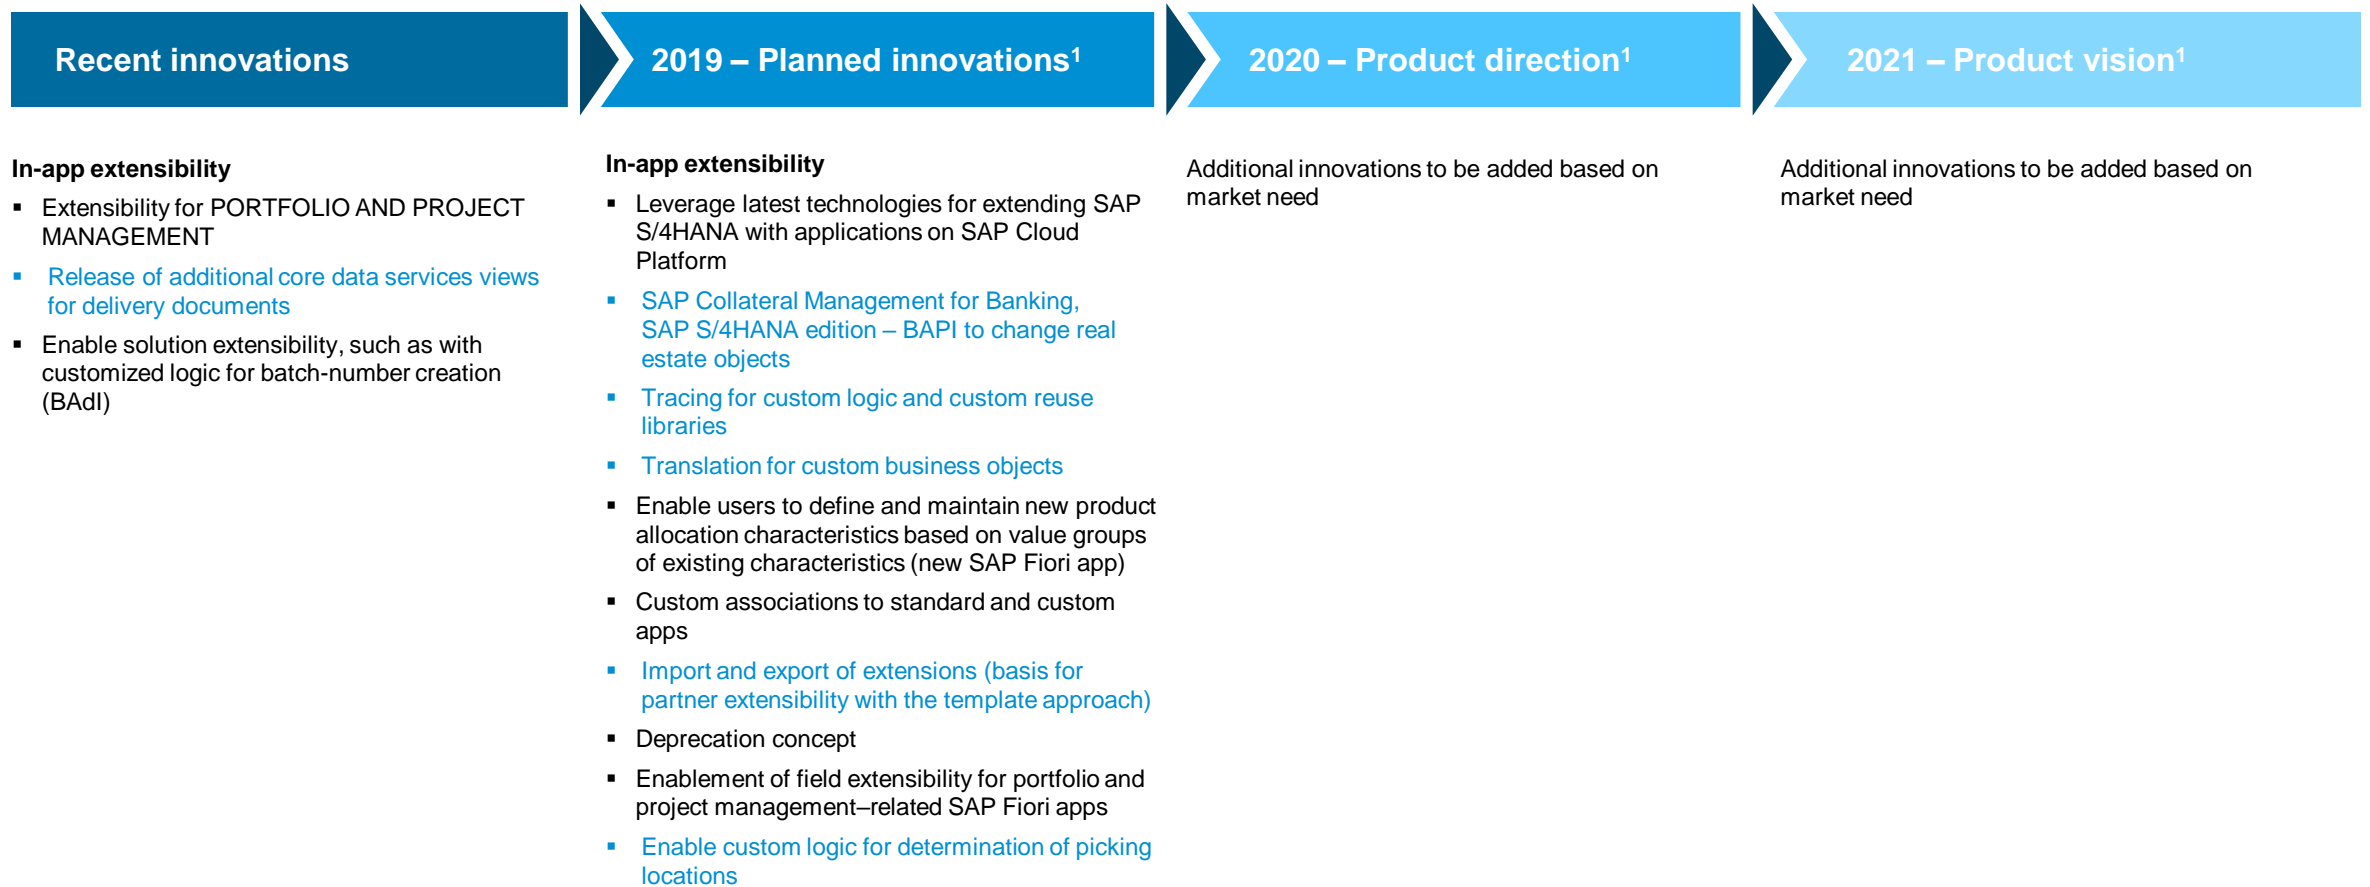 Recent innovations
2019 – Planned innovations¹
2020 – Product direction¹
2021 – Product vision¹
In-app extensibility
▪ Extensibility for PORTFOLIO AND PROJECT
MANAGEMENT
▪ Release of additional core data services views
for delivery documents
▪ Enable solution extensibility, such as with
customized logic for batch-number creation
(BAdI)
In-app extensibility
▪ Leverage latest technologies for extending SAP
S/4HANA with applications on SAP Cloud
Platform
▪ SAP Collateral Management for Banking,
SAP S/4HANA edition – BAPI to change real
estate objects
▪ Tracing for custom logic and custom reuse
libraries
▪ Translation for custom business objects
▪ Enable users to define and maintain new product
allocation characteristics based on value groups
of existing characteristics (new SAP Fiori app)
▪ Custom associations to standard and custom
apps
▪ Import and export of extensions (basis for
partner extensibility with the template approach)
▪ Deprecation concept
▪ Enablement of field extensibility for portfolio and
project management–related SAP Fiori apps
▪ Enable custom logic for determination of picking
locations
Additional innovations to be added based on
market need
Additional innovations to be added based on
market need